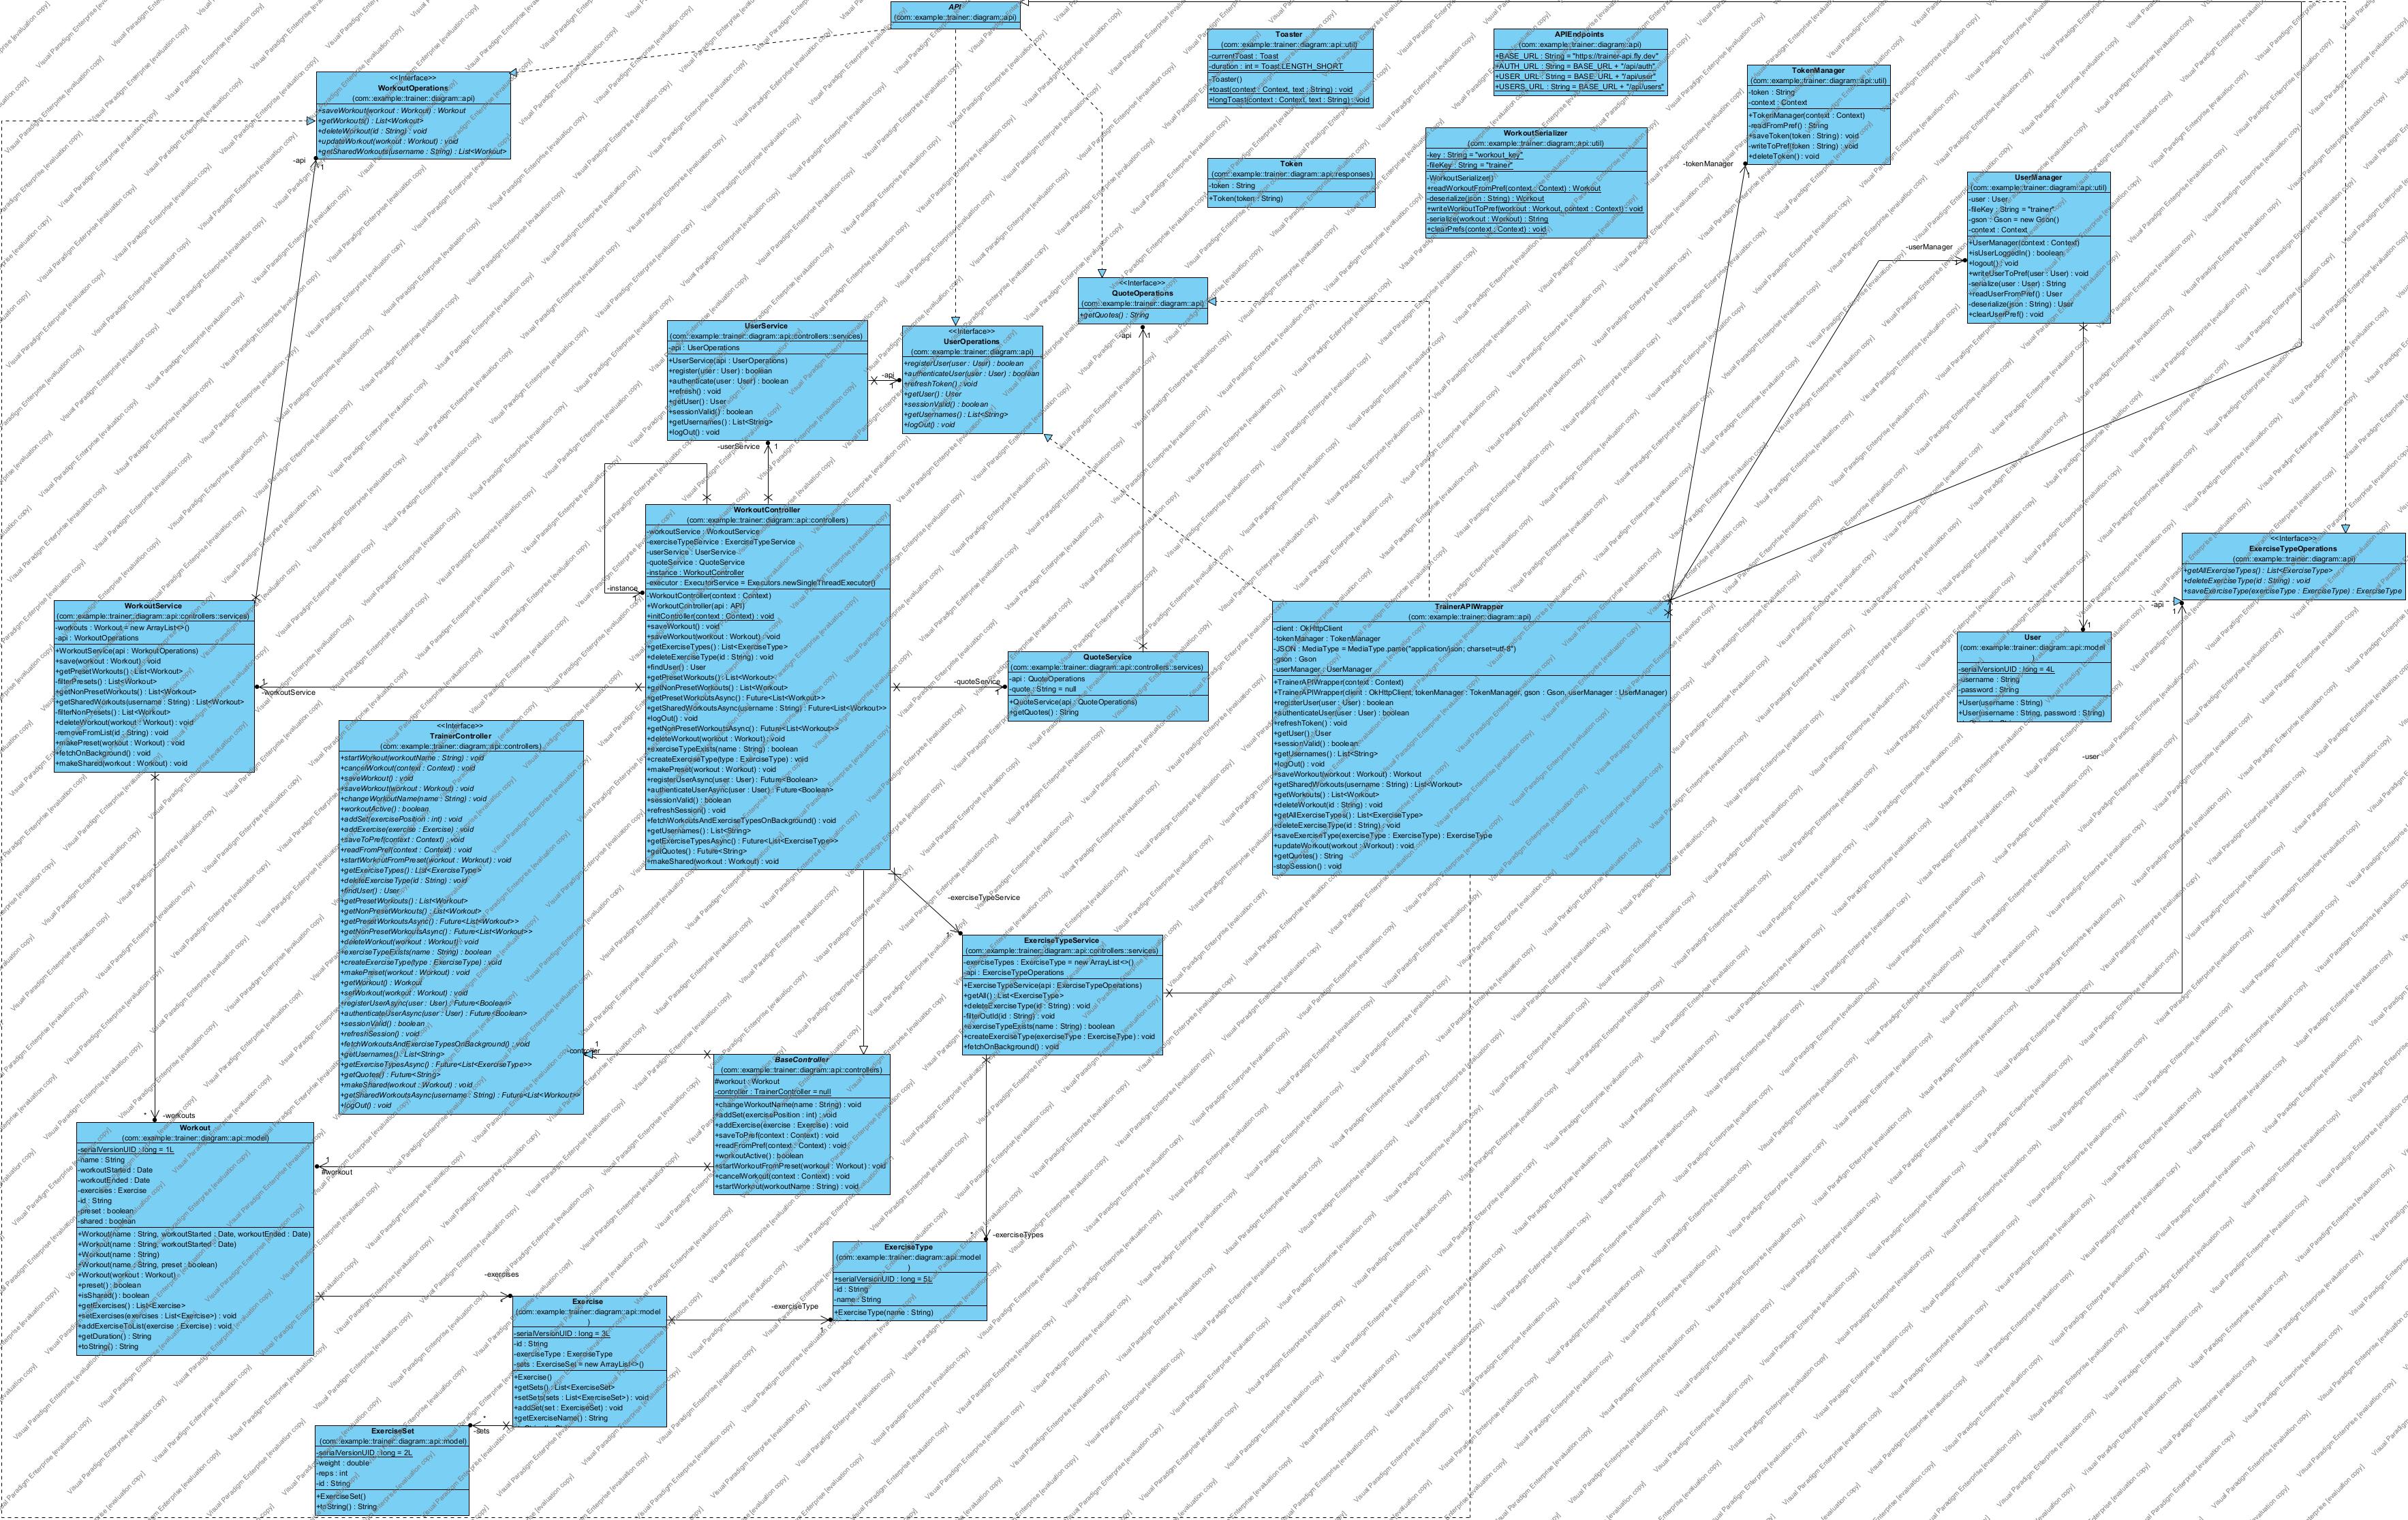 API
(com::example::trainer::diagram::api)
Toaster
(com::example::trainer::diagram::api::util)
-currentToast : Toast
-duration : int = Toast.LENGTH_SHORT
-Toaster()
+toast(context : Context, text : String) : void
+longToast(context : Context, text : String) : void
APIEndpoints
(com::example::trainer::diagram::api)
+BASE_URL : String = "https://trainer-api.fly.dev"
+AUTH_URL : String = BASE_URL + "/api/auth"
+USER_URL : String = BASE_URL + "/api/user"
+USERS_URL : String = BASE_URL + "/api/users"
TokenManager
(com::example::trainer::diagram::api::util)
-token : String
-context : Context
+TokenManager(context : Context)
-readFromPref() : String
+saveToken(token : String) : void
-writeToPref(token : String) : void
+deleteToken() : void
<<Interface>>
WorkoutOperations
(com::example::trainer::diagram::api)
+saveWorkout(workout : Workout) : Workout
+getWorkouts() : List<Workout>
+deleteWorkout(id : String) : void
+updateWorkout(workout : Workout) : void
+getSharedWorkouts(username : String) : List<Workout>
-api
1
WorkoutSerializer
(com::example::trainer::diagram::api::util)
-key : String = "workout_key"
-fileKey : String = "trainer"
-WorkoutSerializer()
+readWorkoutFromPref(context : Context) : Workout
-deserialize(json : String) : Workout
+writeWorkoutToPref(workout : Workout, context : Context) : void
-serialize(workout : Workout) : String
+clearPrefs(context : Context) : void
Token
(com::example::trainer::diagram::api::responses)
-token : String
+Token(token : String)
-tokenManager
UserManager
(com::example::trainer::diagram::api::util)
-user : User
-fileKey : String = "trainer"
-gson : Gson = new Gson()
-context : Context
+UserManager(context : Context)
+isUserLoggedIn() : boolean
+logout() : void
+writeUserToPref(user : User) : void
-serialize(user : User) : String
+readUserFromPref() : User
-deserialize(json : String) : User
+clearUserPref() : void
-userManager
<<Interface>>
QuoteOperations
(com::example::trainer::diagram::api)
+getQuotes() : String
-api
1
UserService
(com::example::trainer::diagram::api::controllers::services)
-api : UserOperations
+UserService(api : UserOperations)
+register(user : User) : boolean
+authenticate(user : User) : boolean
+refresh() : void
+getUser() : User
+sessionValid() : boolean
+getUsernames() : List<String>
+logOut() : void
-api
1
<<Interface>>
UserOperations
(com::example::trainer::diagram::api)
+registerUser(user : User) : boolean
+authenticateUser(user : User) : boolean
+refreshToken() : void
+getUser() : User
+sessionValid() : boolean
+getUsernames() : List<String>
+logOut() : void
-userService
1
WorkoutController
(com::example::trainer::diagram::api::controllers)
-workoutService : WorkoutService
-exerciseTypeService : ExerciseTypeService
-userService : UserService
-quoteService : QuoteService
-instance : WorkoutController
-executor : ExecutorService = Executors.newSingleThreadExecutor()
-WorkoutController(context : Context)
+WorkoutController(api : API)
+initController(context : Context) : void
+saveWorkout() : void
+saveWorkout(workout : Workout) : void
+getExerciseTypes() : List<ExerciseType>
+deleteExerciseType(id : String) : void
+findUser() : User
+getPresetWorkouts() : List<Workout>
+getNonPresetWorkouts() : List<Workout>
+getPresetWorkoutsAsync() : Future<List<Workout>>
+getSharedWorkoutsAsync(username : String) : Future<List<Workout>>
+logOut() : void
+getNonPresetWorkoutsAsync() : Future<List<Workout>>
+deleteWorkout(workout : Workout) : void
+exerciseTypeExists(name : String) : boolean
+createExerciseType(type : ExerciseType) : void
+makePreset(workout : Workout) : void
+registerUserAsync(user : User) : Future<Boolean>
+authenticateUserAsync(user : User) : Future<Boolean>
+sessionValid() : boolean
+refreshSession() : void
+fetchWorkoutsAndExerciseTypesOnBackground() : void
+getUsernames() : List<String>
+getExerciseTypesAsync() : Future<List<ExerciseType>>
+getQuotes() : Future<String>
+makeShared(workout : Workout) : void
-instance
1
<<Interface>>
ExerciseTypeOperations
(com::example::trainer::diagram::api)
+getAllExerciseTypes() : List<ExerciseType>
+deleteExerciseType(id : String) : void
+saveExerciseType(exerciseType : ExerciseType) : ExerciseType
-api
1
WorkoutService
(com::example::trainer::diagram::api::controllers::services)
-workouts : Workout = new ArrayList<>()
-api : WorkoutOperations
+WorkoutService(api : WorkoutOperations)
+save(workout : Workout) : void
+getPresetWorkouts() : List<Workout>
-filterPresets() : List<Workout>
+getNonPresetWorkouts() : List<Workout>
+getSharedWorkouts(username : String) : List<Workout>
-filterNonPresets() : List<Workout>
+deleteWorkout(workout : Workout) : void
-removeFromList(id : String) : void
+makePreset(workout : Workout) : void
+fetchOnBackground() : void
+makeShared(workout : Workout) : void
1
-workoutService
TrainerAPIWrapper
(com::example::trainer::diagram::api)
-client : OkHttpClient
-tokenManager : TokenManager
-JSON : MediaType = MediaType.parse("application/json; charset=utf-8")
-gson : Gson
-userManager : UserManager
+TrainerAPIWrapper(context : Context)
+TrainerAPIWrapper(client : OkHttpClient, tokenManager : TokenManager, gson : Gson, userManager : UserManager)
+registerUser(user : User) : boolean
+authenticateUser(user : User) : boolean
+refreshToken() : void
+getUser() : User
+sessionValid() : boolean
+getUsernames() : List<String>
+logOut() : void
+saveWorkout(workout : Workout) : Workout
+getSharedWorkouts(username : String) : List<Workout>
+getWorkouts() : List<Workout>
+deleteWorkout(id : String) : void
+getAllExerciseTypes() : List<ExerciseType>
+deleteExerciseType(id : String) : void
+saveExerciseType(exerciseType : ExerciseType) : ExerciseType
+updateWorkout(workout : Workout) : void
+getQuotes() : String
-stopSession() : void
User
(com::example::trainer::diagram::api::model
)
-serialVersionUID : long = 4L
-username : String
-password : String
+User(username : String)
+User(username : String, password : String)
1
-user
QuoteService
(com::example::trainer::diagram::api::controllers::services)
-api : QuoteOperations
-quote : String = null
+QuoteService(api : QuoteOperations)
+getQuotes() : String
-quoteService
1
<<Interface>>
TrainerController
(com::example::trainer::diagram::api::controllers)
+startWorkout(workoutName : String) : void
+cancelWorkout(context : Context) : void
+saveWorkout() : void
+saveWorkout(workout : Workout) : void
+changeWorkoutName(name : String) : void
+workoutActive() : boolean
+addSet(exercisePosition : int) : void
+addExercise(exercise : Exercise) : void
+saveToPref(context : Context) : void
+readFromPref(context : Context) : void
+startWorkoutFromPreset(workout : Workout) : void
+getExerciseTypes() : List<ExerciseType>
+deleteExerciseType(id : String) : void
+findUser() : User
+getPresetWorkouts() : List<Workout>
+getNonPresetWorkouts() : List<Workout>
+getPresetWorkoutsAsync() : Future<List<Workout>>
+getNonPresetWorkoutsAsync() : Future<List<Workout>>
+deleteWorkout(workout : Workout) : void
+exerciseTypeExists(name : String) : boolean
+createExerciseType(type : ExerciseType) : void
+makePreset(workout : Workout) : void
+getWorkout() : Workout
+setWorkout(workout : Workout) : void
+registerUserAsync(user : User) : Future<Boolean>
+authenticateUserAsync(user : User) : Future<Boolean>
+sessionValid() : boolean
+refreshSession() : void
+fetchWorkoutsAndExerciseTypesOnBackground() : void
+getUsernames() : List<String>
+getExerciseTypesAsync() : Future<List<ExerciseType>>
+getQuotes() : Future<String>
+makeShared(workout : Workout) : void
+getSharedWorkoutsAsync(username : String) : Future<List<Workout>>
+logOut() : void
-exerciseTypeService
1
ExerciseTypeService
(com::example::trainer::diagram::api::controllers::services)
-exerciseTypes : ExerciseType = new ArrayList<>()
-api : ExerciseTypeOperations
+ExerciseTypeService(api : ExerciseTypeOperations)
+getAll() : List<ExerciseType>
+deleteExerciseType(id : String) : void
-filterOutId(id : String) : void
+exerciseTypeExists(name : String) : boolean
+createExerciseType(exerciseType : ExerciseType) : void
+fetchOnBackground() : void
1
-controller
BaseController
(com::example::trainer::diagram::api::controllers)
#workout : Workout
-controller : TrainerController = null
+changeWorkoutName(name : String) : void
+addSet(exercisePosition : int) : void
+addExercise(exercise : Exercise) : void
+saveToPref(context : Context) : void
+readFromPref(context : Context) : void
+workoutActive() : boolean
+startWorkoutFromPreset(workout : Workout) : void
+cancelWorkout(context : Context) : void
+startWorkout(workoutName : String) : void
*
-workouts
Workout
(com::example::trainer::diagram::api::model)
-serialVersionUID : long = 1L
-name : String
-workoutStarted : Date
-workoutEnded : Date
-exercises : Exercise
-id : String
-preset : boolean
-shared : boolean
+Workout(name : String, workoutStarted : Date, workoutEnded : Date)
+Workout(name : String, workoutStarted : Date)
+Workout(name : String)
+Workout(name : String, preset : boolean)
+Workout(workout : Workout)
+preset() : boolean
+isShared() : boolean
+getExercises() : List<Exercise>
+setExercises(exercises : List<Exercise>) : void
+addExerciseToList(exercise : Exercise) : void
+getDuration() : String
+toString() : String
1
#workout
-exerciseTypes
ExerciseType
(com::example::trainer::diagram::api::model
)
+serialVersionUID : long = 5L
-id : String
-name : String
+ExerciseType(name : String)
-exercises
*
Exercise
(com::example::trainer::diagram::api::model
)
-serialVersionUID : long = 3L
-id : String
-exerciseType : ExerciseType
-sets : ExerciseSet = new ArrayList<>()
+Exercise()
+getSets() : List<ExerciseSet>
+setSets(sets : List<ExerciseSet>) : void
+addSet(set : ExerciseSet) : void
+getExerciseName() : String
-exerciseType
1
*
-sets
ExerciseSet
(com::example::trainer::diagram::api::model)
-serialVersionUID : long = 2L
-weight : double
-reps : int
-id : String
+ExerciseSet()
+toString() : String
Visual Paradigm Enterprise [evaluation copy]